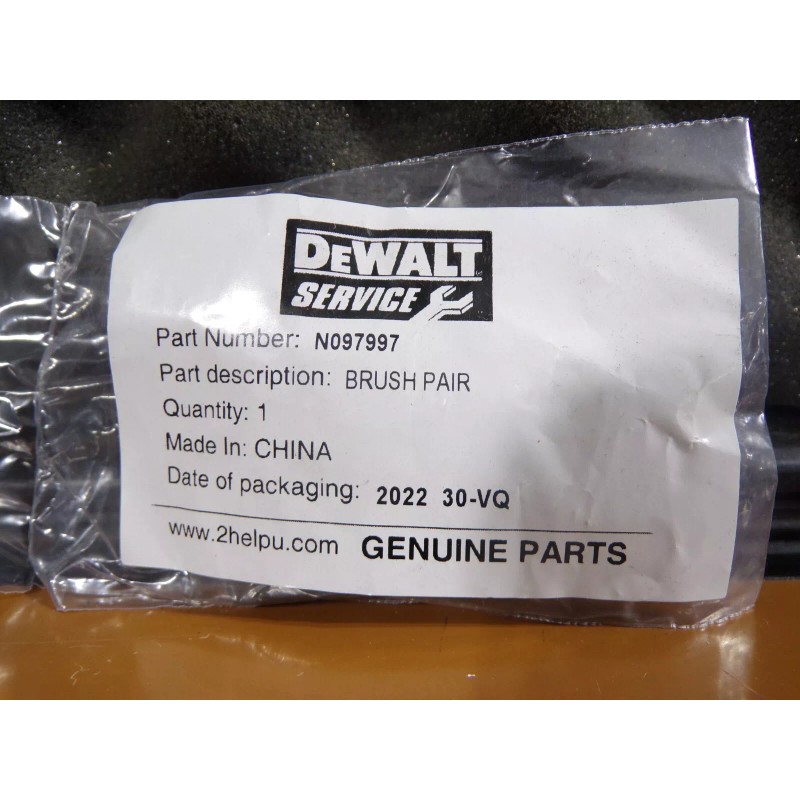 DEWALT
SERVICE
Part Number: N097997
Part description: BRUSH PAIR
Quantity: 1
Made In: CHINA
Date of packaging: 2022 30-VQ
www.2helpu.com GENUINE PARTS